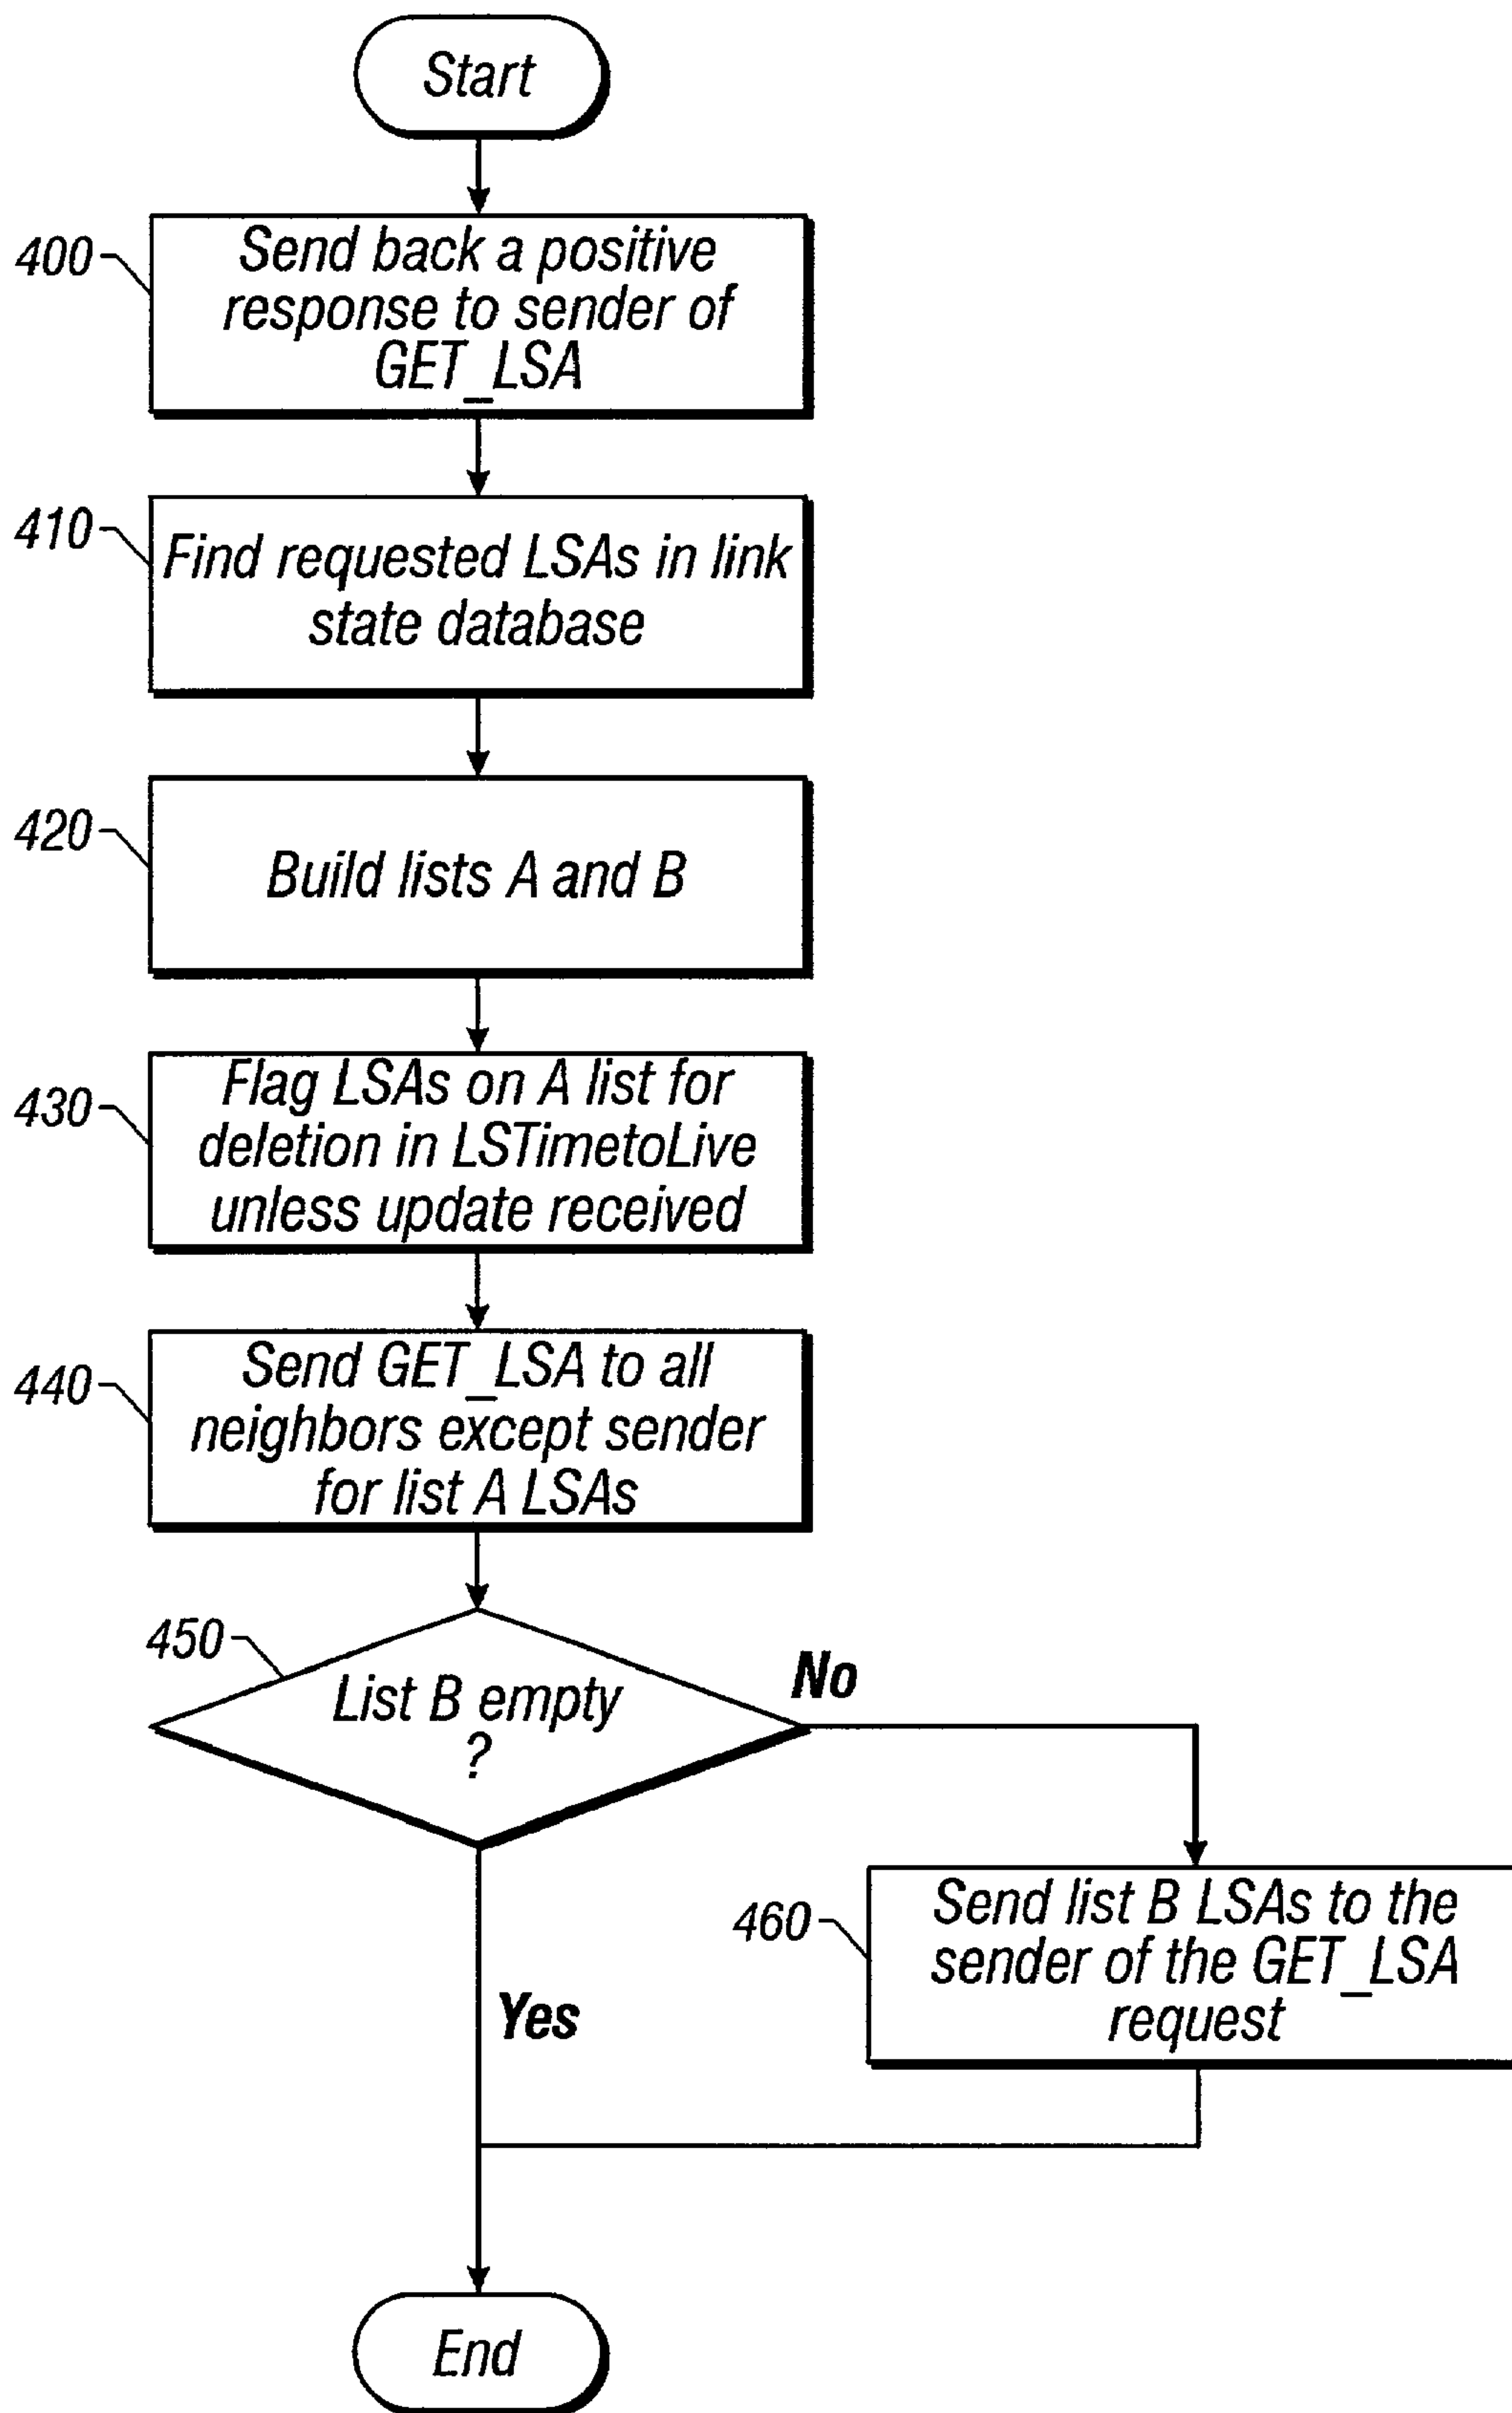 Start
400
Send back a positive
response to sender of
GET_LSA
410
Find requested LSAs in link
state database
420
Build lists A and B
430
Flag LSAs on A list for
deletion in LSTimetoLive
unless update received
440
Send GET_LSA to all
neighbors except sender
for list A LSAs
450
List B empty
?
No
460
Send list B LSAs to the
sender of the GET_LSA
request
Yes
End